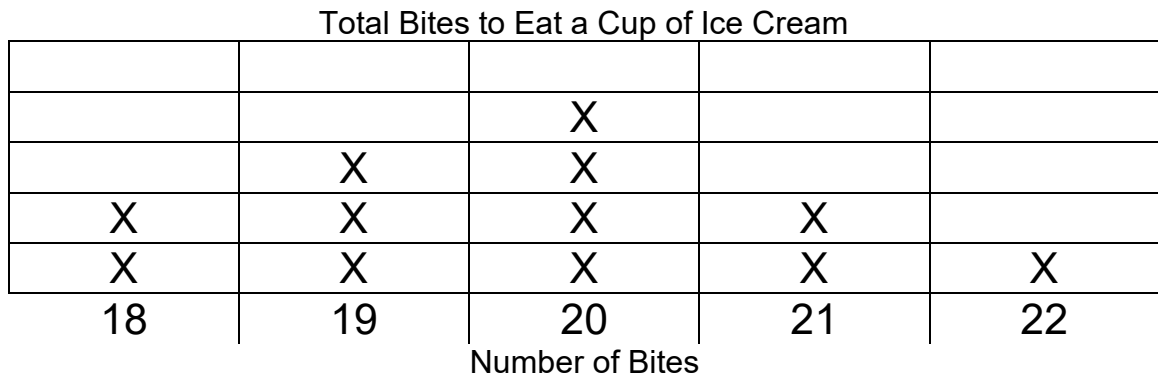 Total Bites to Eat a Cup of Ice Cream
X
X X
X X X X
X X X X X
18 19 20 21 22
Number of Bites